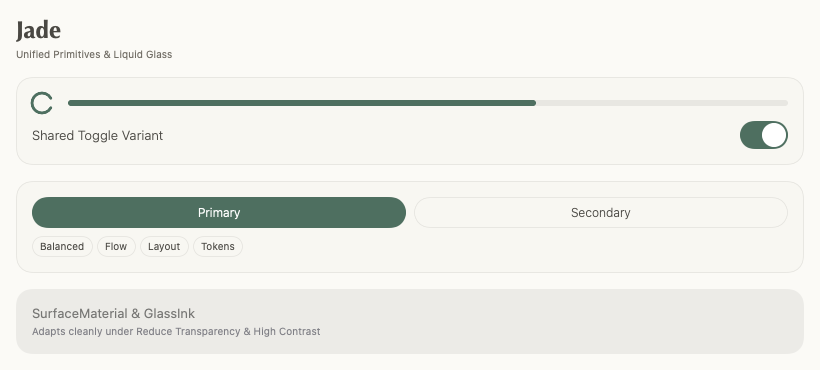 Jade
Unified Primitives & Liquid Glass
Shared Toggle Variant
Primary
Secondary
Balanced
Flow
Layout
Tokens
SurfaceMaterial & GlassInk
Adapts cleanly under Reduce Transparency & High Contrast